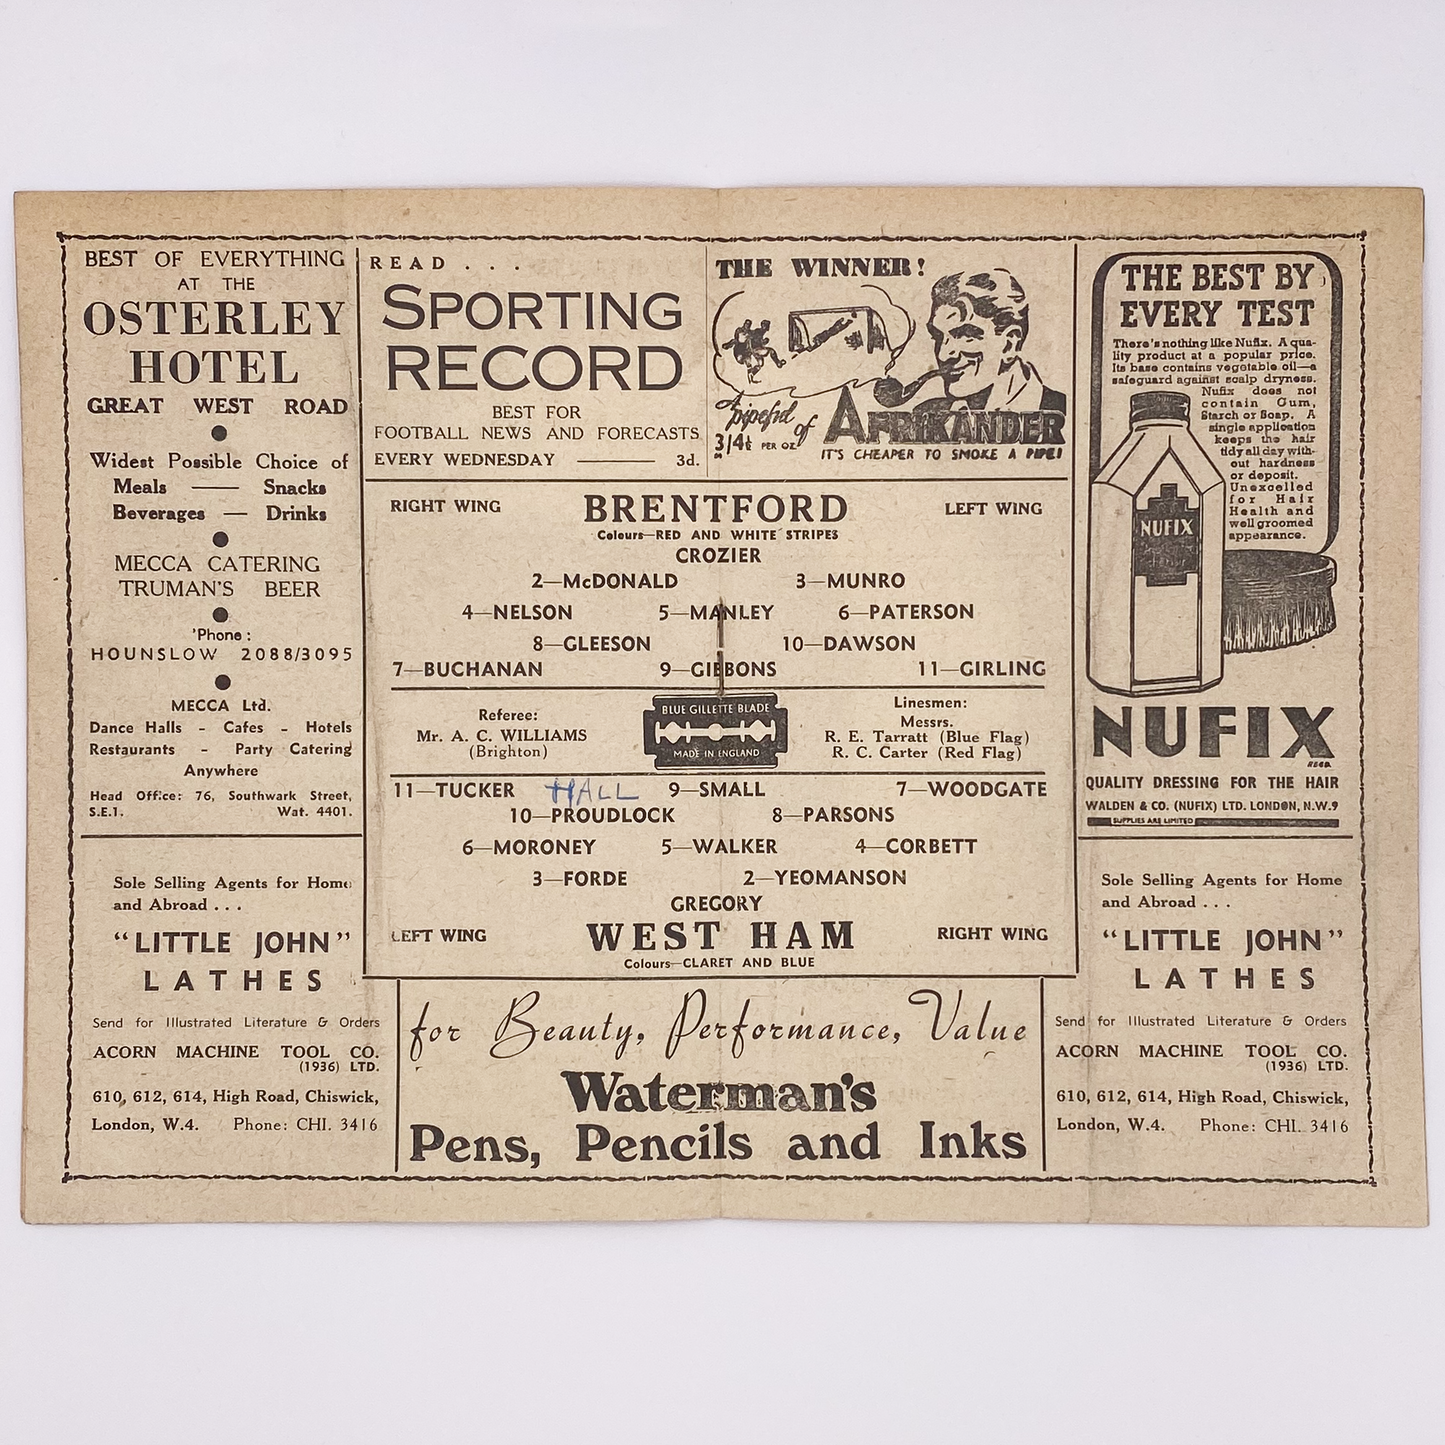 BEST OF EVERYTHING
AT THE
OSTERLEY
HOTEL
GREAT WEST ROAD
Widest Possible Choice of
Meals — Snacks
Beverages — Drinks
MECCA CATERING
TRUMAN'S BEER
'Phone :
HOUNSLOW 2088/3095
MECCA Ltd.
Dance Halls - Cafes - Hotels
Restaurants - Party Catering
Anywhere
Head Office: 76, Southwark Street,
S.E.1. Wat. 4401.
Sole Selling Agents for Home
and Abroad . . .
"LITTLE JOHN"
LATHES
Send for Illustrated Literature & Orders
ACORN MACHINE TOOL CO.
(1936) LTD.
610, 612, 614, High Road, Chiswick,
London, W.4. Phone: CHI. 3416
READ . . .
SPORTING
RECORD
BEST FOR
FOOTBALL NEWS AND FORECASTS
EVERY WEDNESDAY — 3d.
THE WINNER!
A pipeful of AFRIKANDER
3/4½ PER OZ
IT'S CHEAPER TO SMOKE A PIPE!
RIGHT WING BRENTFORD LEFT WING
Colours—RED AND WHITE STRIPES
CROZIER
2—McDONALD 3—MUNRO
4—NELSON 5—MANLEY 6—PATERSON
8—GLEESON 10—DAWSON
7—BUCHANAN 9—GIBBONS 11—GIRLING
Referee:
Mr. A. C. WILLIAMS
(Brighton)
BLUE GILLETTE BLADE
MADE IN ENGLAND
Linesmen:
Messrs.
R. E. Tarratt (Blue Flag)
R. C. Carter (Red Flag)
11—TUCKER HALL 9—SMALL 7—WOODGATE
10—PROUDLOCK 8—PARSONS
6—MORONEY 5—WALKER 4—CORBETT
3—FORDE 2—YEOMANSON
GREGORY
LEFT WING WEST HAM RIGHT WING
Colours—CLARET AND BLUE
for Beauty, Performance, Value
Waterman's
Pens, Pencils and Inks
THE BEST BY
EVERY TEST
There's nothing like Nufix. A qua-
lity product at a popular price.
Its base contains vegetable oil—a
safeguard against scalp dryness.
Nufix does not
contain Gum,
Starch or Soap. A
single application
keeps the hair
tidy all day with-
out hardness
or deposit.
Unexcelled
for Hair
Health and
well groomed
appearance.
NUFIX
NUFIX
REGD.
QUALITY DRESSING FOR THE HAIR
WALDEN & CO. (NUFIX) LTD. LONDON, N.W.9
SUPPLIES ARE LIMITED
Sole Selling Agents for Home
and Abroad . . .
"LITTLE JOHN"
LATHES
Send for Illustrated Literature & Orders
ACORN MACHINE TOOL CO.
(1936) LTD.
610, 612, 614, High Road, Chiswick,
London, W.4. Phone: CHI. 3416